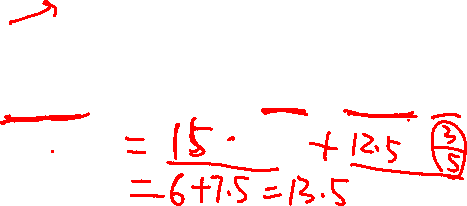 = 15 · + 12.5 3/5
= 6 + 7.5 = 13.5